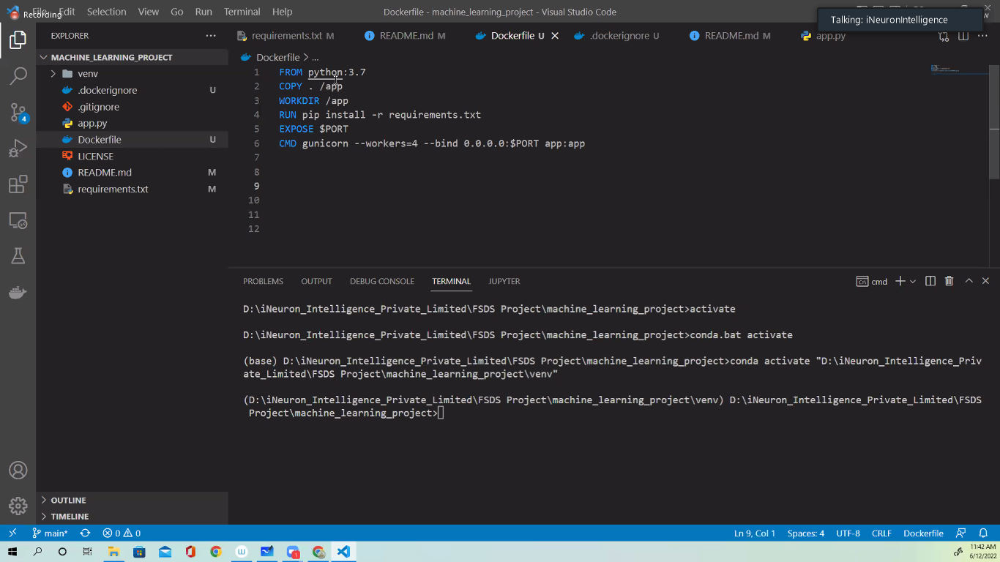 Recording
File Edit Selection View Go Run Terminal Help
Dockerfile - machine_learning_project - Visual Studio Code
Talking: iNeuronIntelligence
EXPLORER
requirements.txt M
README.md M
Dockerfile U
.dockerignore U
README.md M
app.py
MACHINE_LEARNING_PROJECT
venv
.dockerignore U
.gitignore
app.py
Dockerfile U
LICENSE
README.md M
requirements.txt M
OUTLINE
TIMELINE
Dockerfile > ...
1 FROM python:3.7
2 COPY . /app
3 WORKDIR /app
4 RUN pip install -r requirements.txt
5 EXPOSE $PORT
6 CMD gunicorn --workers=4 --bind 0.0.0.0:$PORT app:app
7
8
9
10
11
12
PROBLEMS OUTPUT DEBUG CONSOLE TERMINAL JUPYTER
cmd
D:\iNeuron_Intelligence_Private_Limited\FSDS Project\machine_learning_project>activate
D:\iNeuron_Intelligence_Private_Limited\FSDS Project\machine_learning_project>conda.bat activate
(base) D:\iNeuron_Intelligence_Private_Limited\FSDS Project\machine_learning_project>conda activate "D:\iNeuron_Intelligence_Priv
ate_Limited\FSDS Project\machine_learning_project\venv"
(D:\iNeuron_Intelligence_Private_Limited\FSDS Project\machine_learning_project\venv) D:\iNeuron_Intelligence_Private_Limited\FSDS
Project\machine_learning_project>
4
main* 0 0
Ln 9, Col 1 Spaces: 4 UTF-8 CRLF Dockerfile
1
11:42 AM
6/12/2022